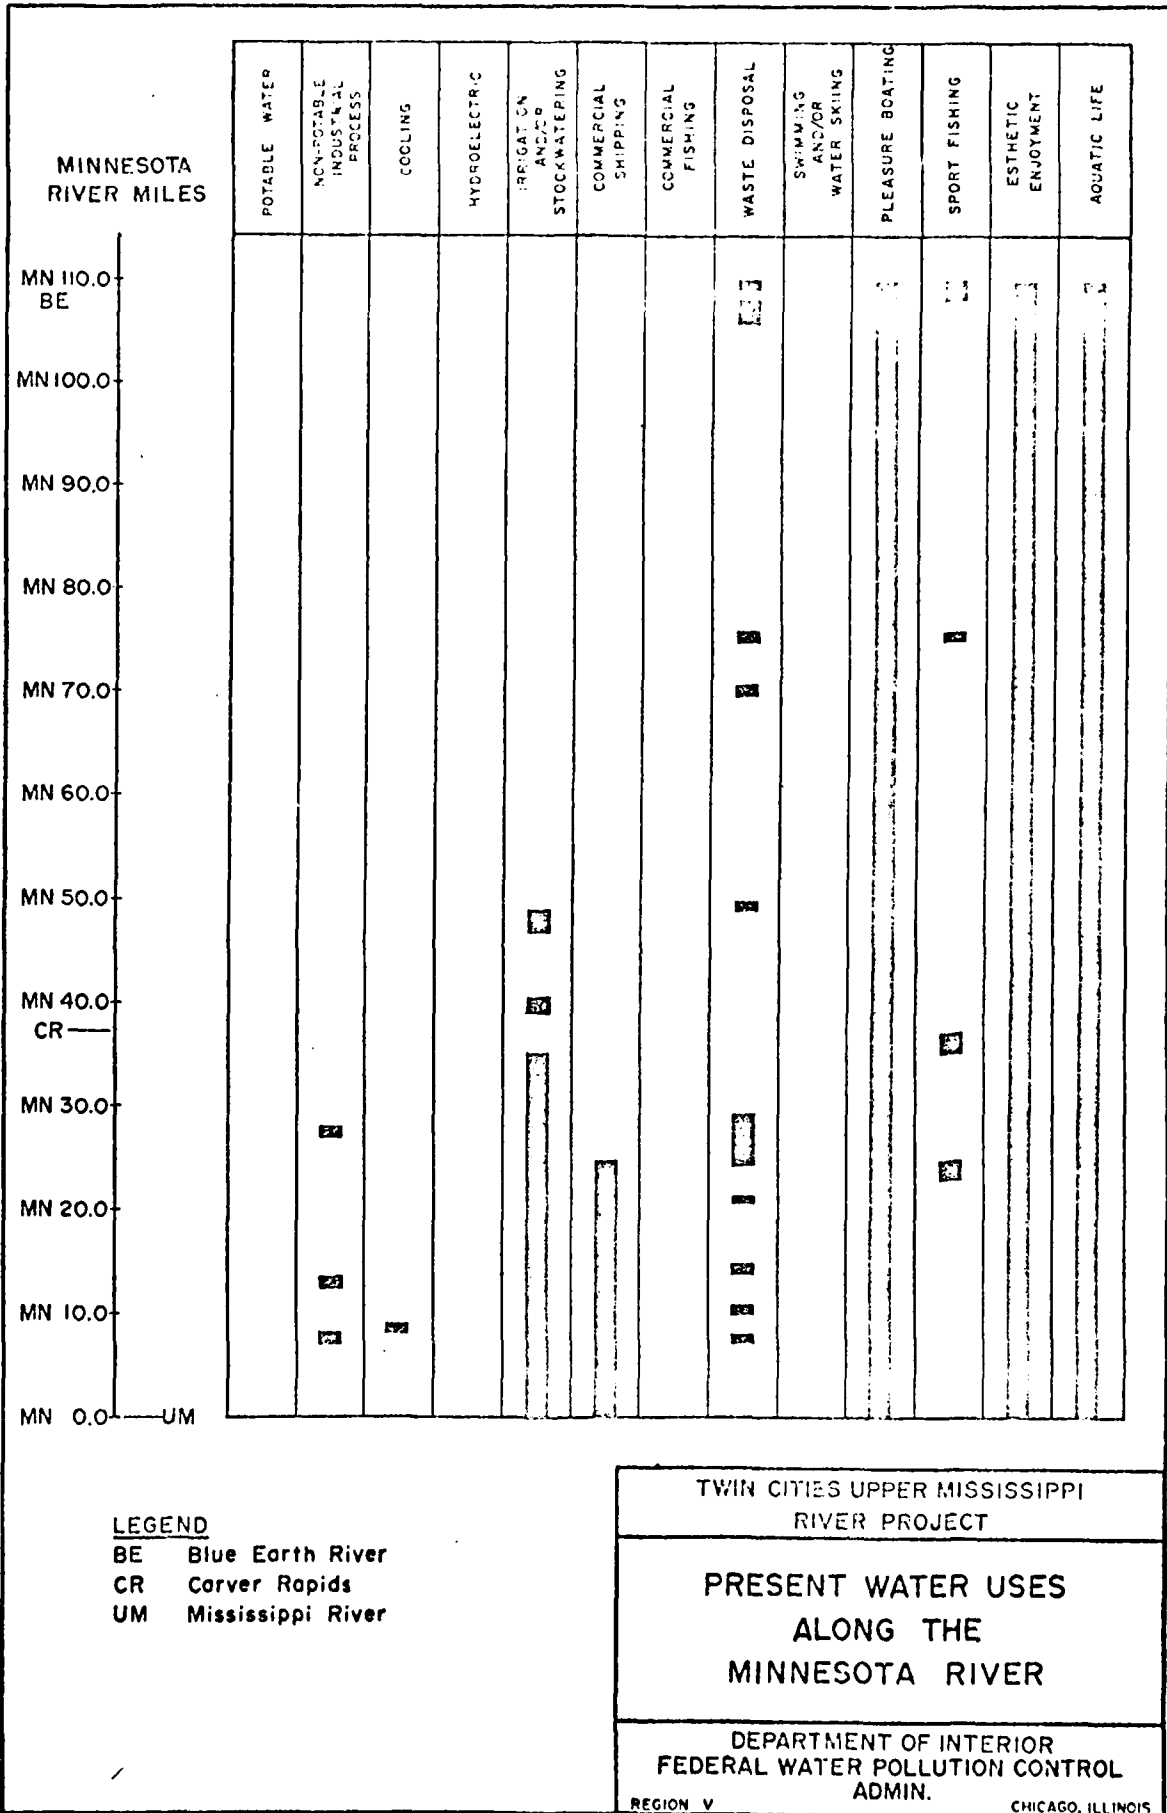 MINNESOTA
RIVER MILES
POTABLE WATER
NON-POTABLE
INDUSTRIAL
PROCESS
COOLING
HYDROELECTRIC
IRRIGATION
AND/OR
STOCKWATERING
COMMERCIAL
SHIPPING
COMMERCIAL
FISHING
WASTE DISPOSAL
SWIMMING
AND/OR
WATER SKIING
PLEASURE BOATING
SPORT FISHING
ESTHETIC
ENJOYMENT
AQUATIC LIFE
MN 110.0
BE
MN 100.0
MN 90.0
MN 80.0
MN 70.0
MN 60.0
MN 50.0
MN 40.0
CR
MN 30.0
MN 20.0
MN 10.0
MN 0.0 UM
LEGEND
BE Blue Earth River
CR Carver Rapids
UM Mississippi River
TWIN CITIES UPPER MISSISSIPPI
RIVER PROJECT
PRESENT WATER USES
ALONG THE
MINNESOTA RIVER
DEPARTMENT OF INTERIOR
FEDERAL WATER POLLUTION CONTROL
ADMIN.
REGION V CHICAGO, ILLINOIS